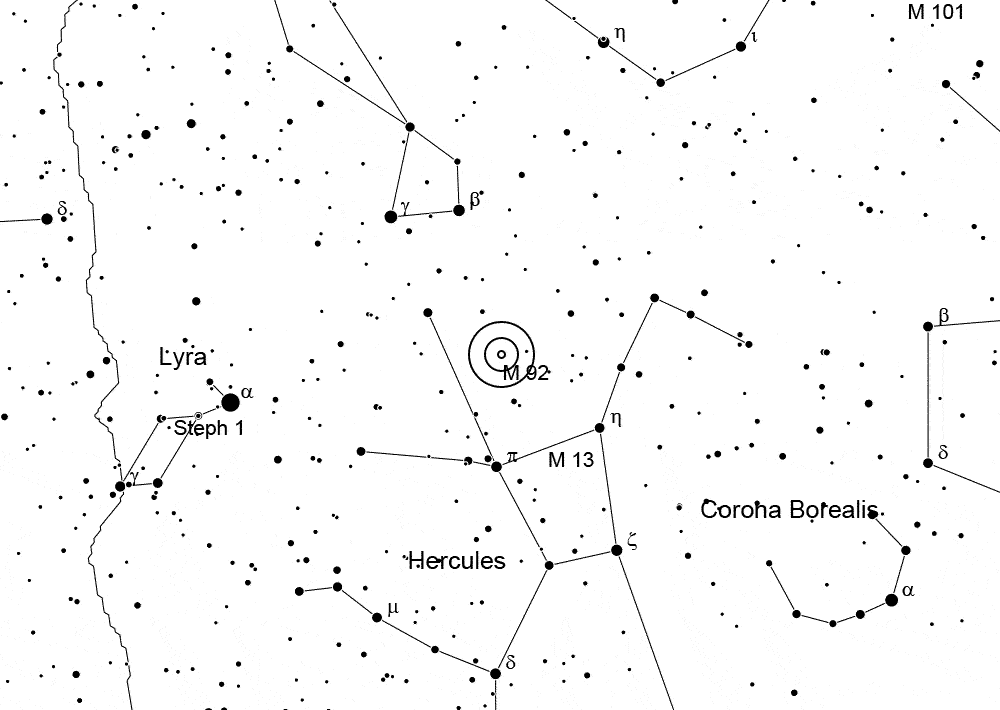 M 101
η
ι
δ
γ
β
β
Lyra
M 92
α
Steph 1
η
π
M 13
δ
γ
Corona Borealis
ζ
Hercules
α
μ
δ